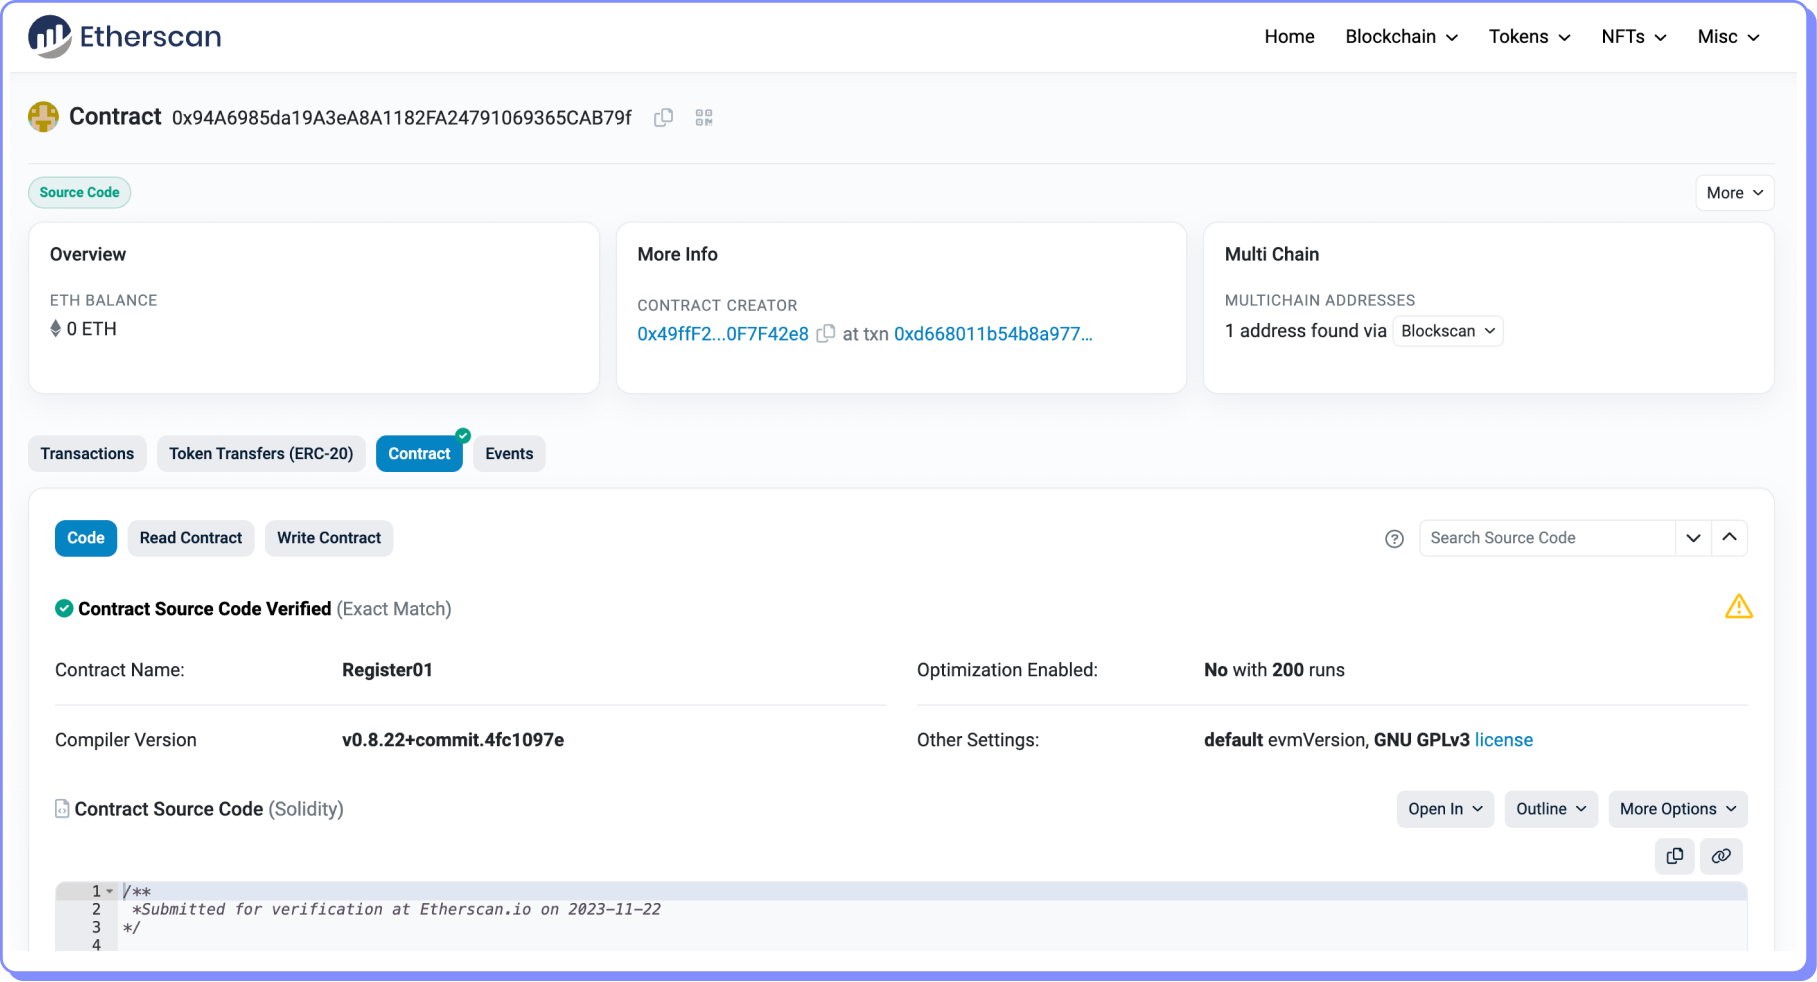 Etherscan
Home Blockchain Tokens NFTs Misc
Contract 0x94A6985da19A3eA8A1182FA24791069365CAB79f
Source Code
More
Overview
ETH BALANCE
0 ETH
More Info
CONTRACT CREATOR
0x49ffF2...0F7F42e8 at txn 0xd668011b54b8a977...
Multi Chain
MULTICHAIN ADDRESSES
1 address found via Blockscan
Transactions Token Transfers (ERC-20) Contract Events
Code Read Contract Write Contract
Search Source Code
Contract Source Code Verified (Exact Match)
Contract Name: Register01
Optimization Enabled: No with 200 runs
Compiler Version v0.8.22+commit.4fc1097e
Other Settings: default evmVersion, GNU GPLv3 license
Contract Source Code (Solidity)
Open In Outline More Options
1 /**
2 *Submitted for verification at Etherscan.io on 2023-11-22
3 */
4